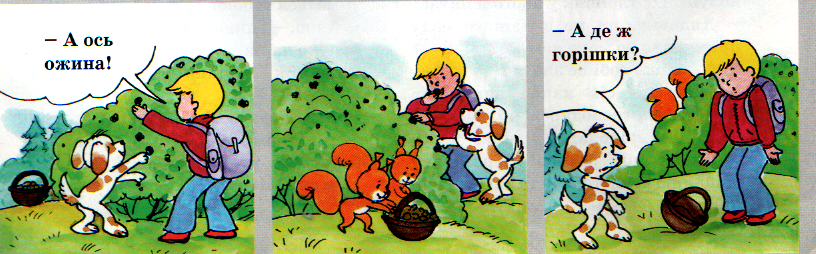 – А ось
ожина!
– А де ж
горішки?